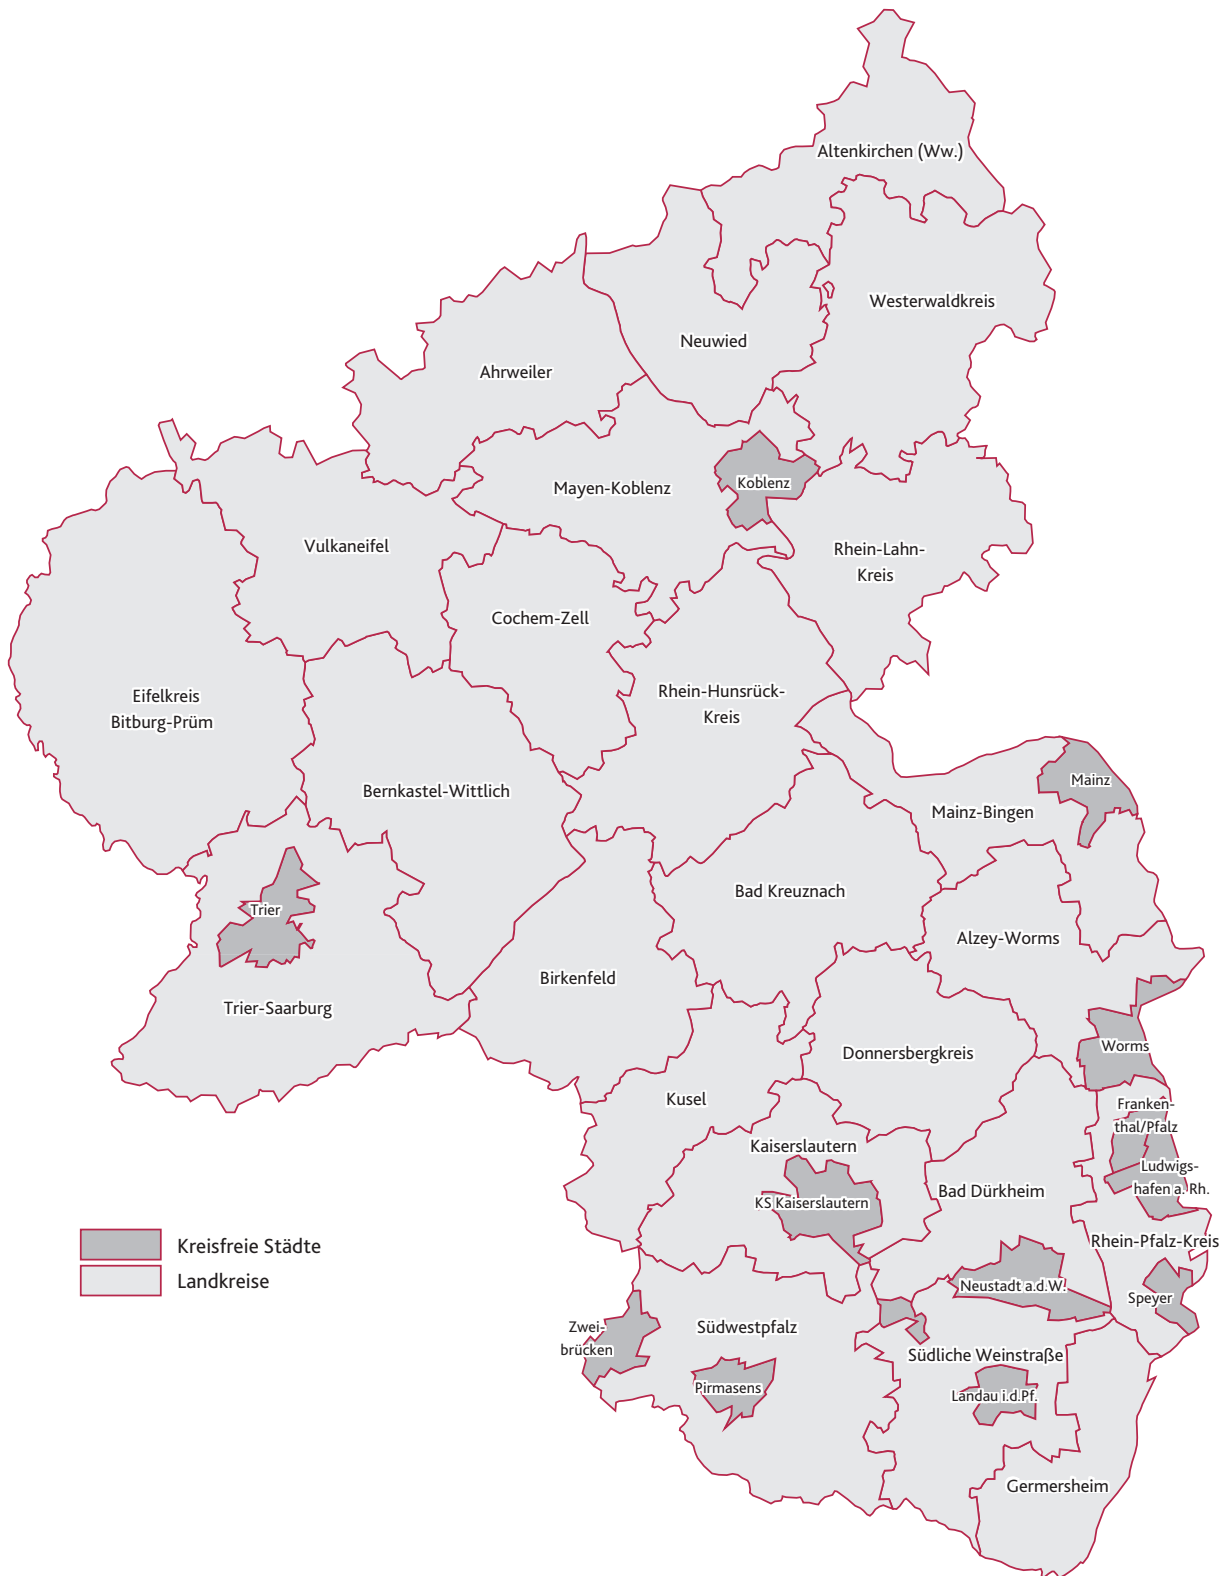 Altenkirchen (Ww.)
Westerwaldkreis
Neuwied
Ahrweiler
Mayen-Koblenz
Koblenz
Vulkaneifel
Rhein-Lahn-
Kreis
Cochem-Zell
Eifelkreis
Bitburg-Prüm
Rhein-Hunsrück-
Kreis
Bernkastel-Wittlich
Mainz
Mainz-Bingen
Bad Kreuznach
Trier
Alzey-Worms
Birkenfeld
Trier-Saarburg
Worms
Donnersbergkreis
Kusel
Franken-
thal/Pfalz
Kaiserslautern
Ludwigs-
hafen a. Rh.
Bad Dürkheim
KS Kaiserslautern
Rhein-Pfalz-Kreis
Kreisfreie Städte
Landkreise
Neustadt a.d.W.
Speyer
Zwei-
brücken
Südwestpfalz
Südliche Weinstraße
Pirmasens
Landau i.d.Pf.
Germersheim